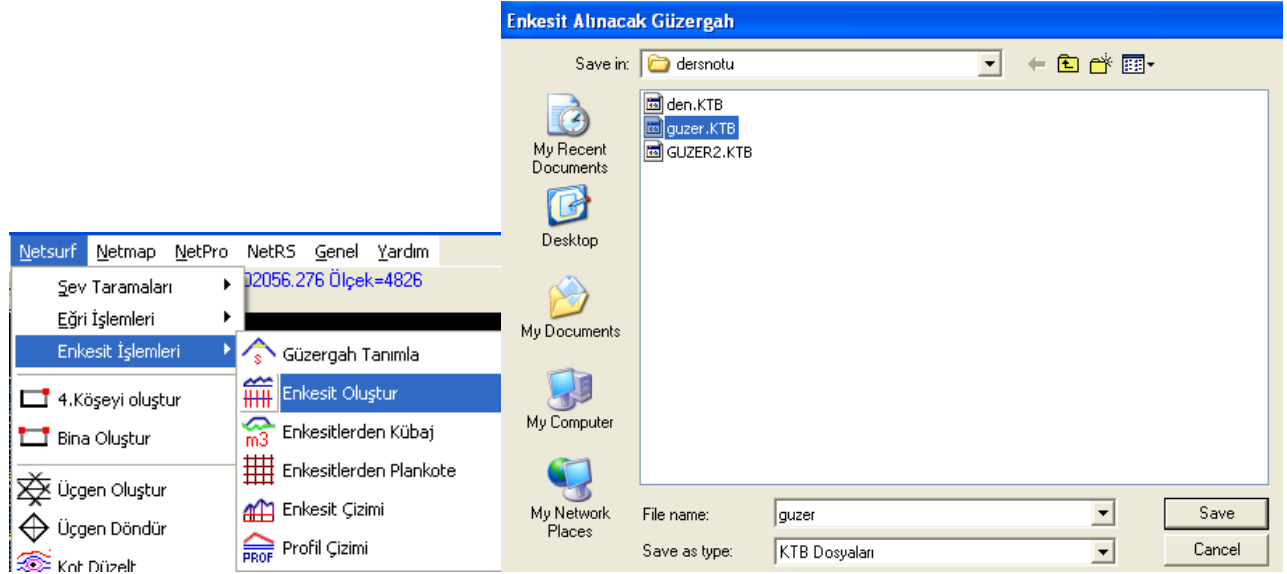 Netsurf Netmap NetPro NetRS Genel Yardım
02056.276 Ölçek=4826
Şev Taramaları
Eğri İşlemleri
Enkesit İşlemleri
4.Köşeyi oluştur
Bina Oluştur
Üçgen Oluştur
Üçgen Döndür
Kot Düzelt
s
Güzergah Tanımla
Enkesit Oluştur
m3
Enkesitlerden Kübaj
Enkesitlerden Plankote
Enkesit Çizimi
PROF
Profil Çizimi
Enkesit Alınacak Güzergah
Save in: dersnotu
den.KTB
guzer.KTB
GUZER2.KTB
My Recent
Documents
Desktop
My Documents
My Computer
My Network
Places
File name: guzer Save
Save as type: KTB Dosyaları Cancel